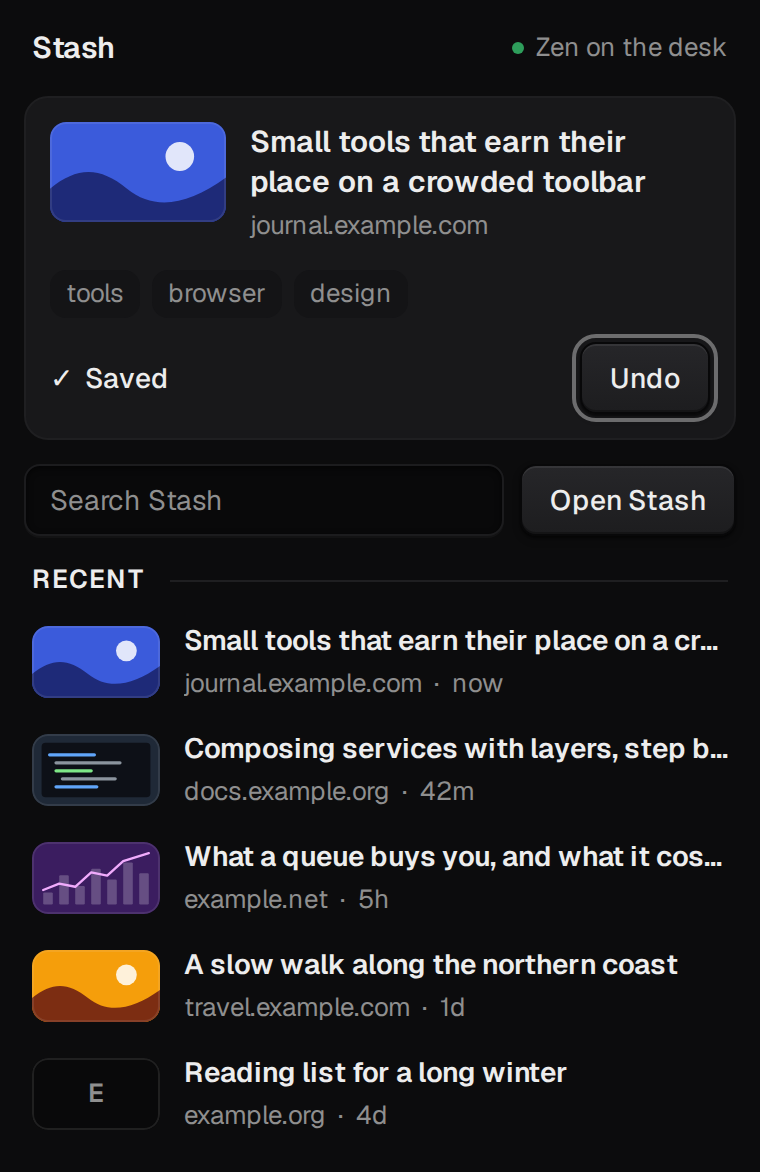 Stash
Zen on the desk
Small tools that earn their
place on a crowded toolbar
journal.example.com
tools
browser
design
✓ Saved
Undo
Search Stash
Open Stash
RECENT
Small tools that earn their place on a cr...
journal.example.com · now
Composing services with layers, step b...
docs.example.org · 42m
What a queue buys you, and what it cos...
example.net · 5h
A slow walk along the northern coast
travel.example.com · 1d
E
Reading list for a long winter
example.org · 4d